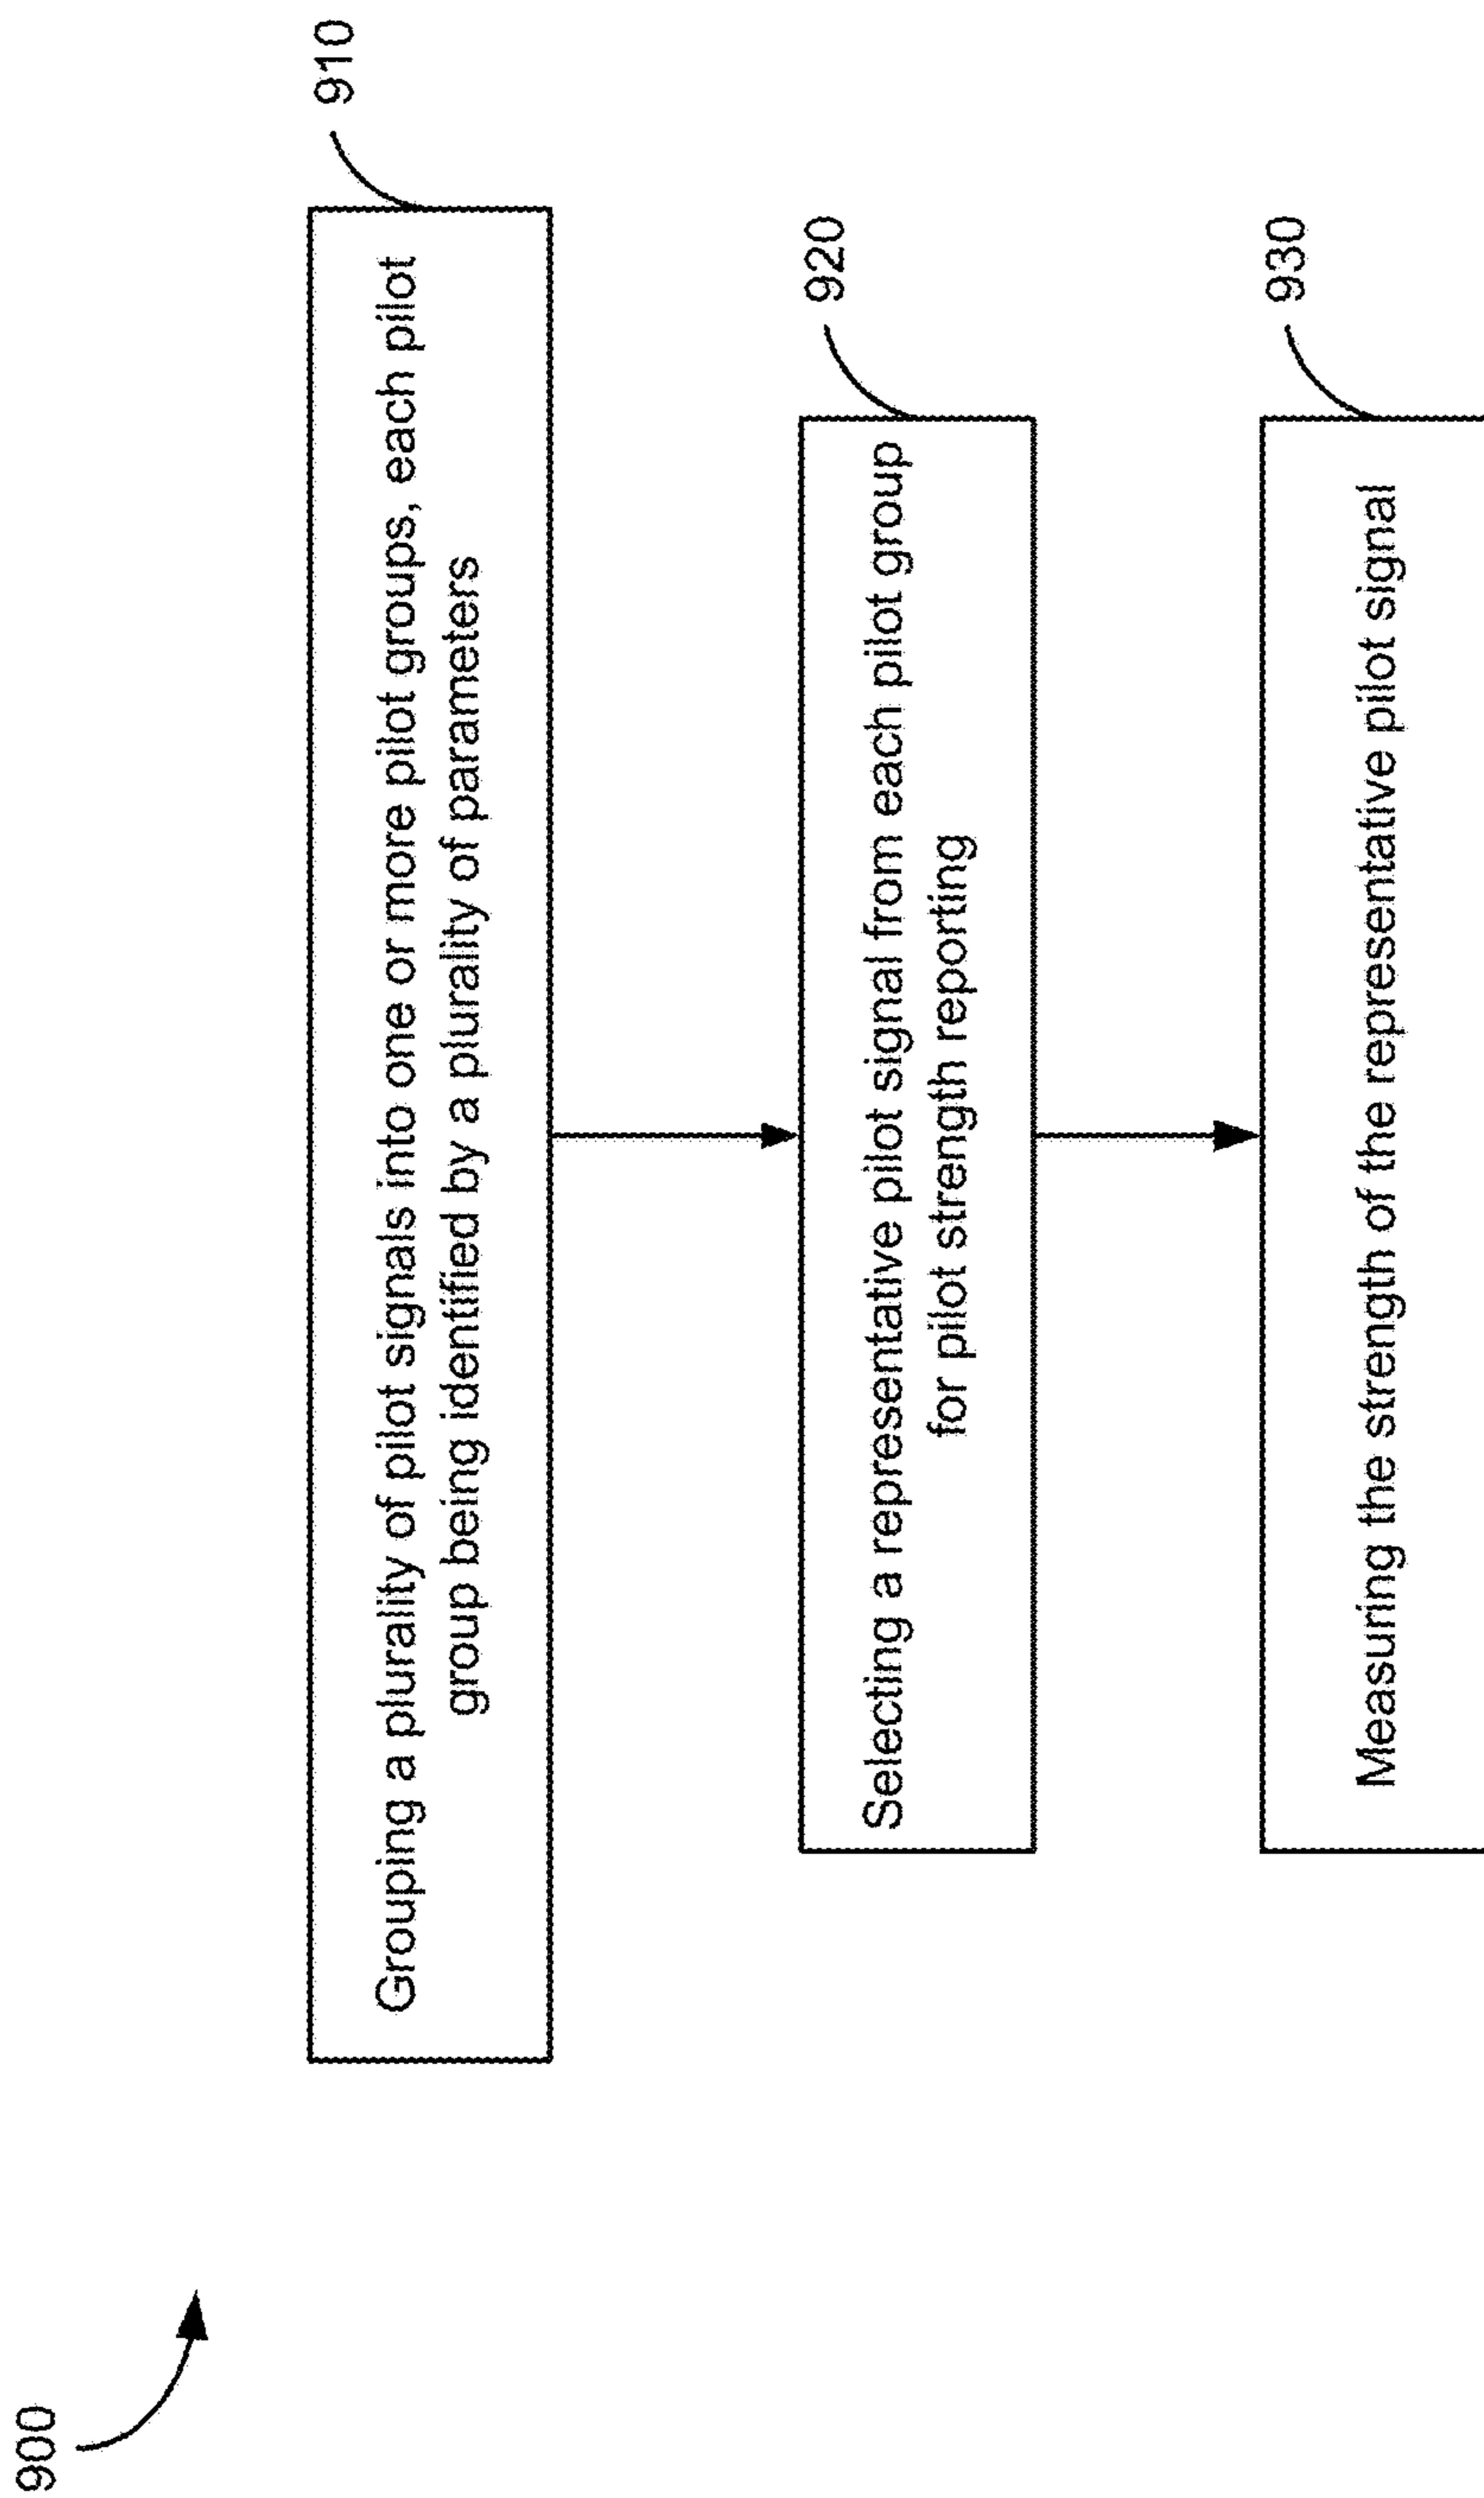 900
910
Grouping a plurality of pilot signals into one or more pilot groups, each pilot
group being identified by a plurality of parameters
920
Selecting a representative pilot signal from each pilot group
for pilot strength reporting
930
Measuring the strength of the representative pilot signal